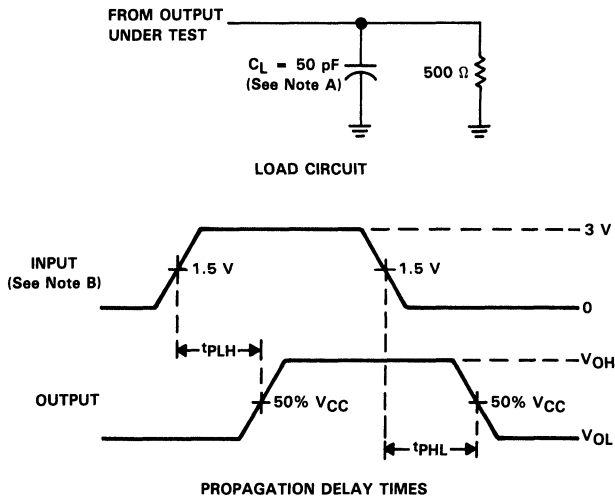 FROM OUTPUT
UNDER TEST
CL = 50 pF
(See Note A)
500 Ω
LOAD CIRCUIT
3 V
INPUT
(See Note B)
1.5 V
1.5 V
0
tPLH
VOH
OUTPUT
50% VCC
50% VCC
tPHL
VOL
PROPAGATION DELAY TIMES